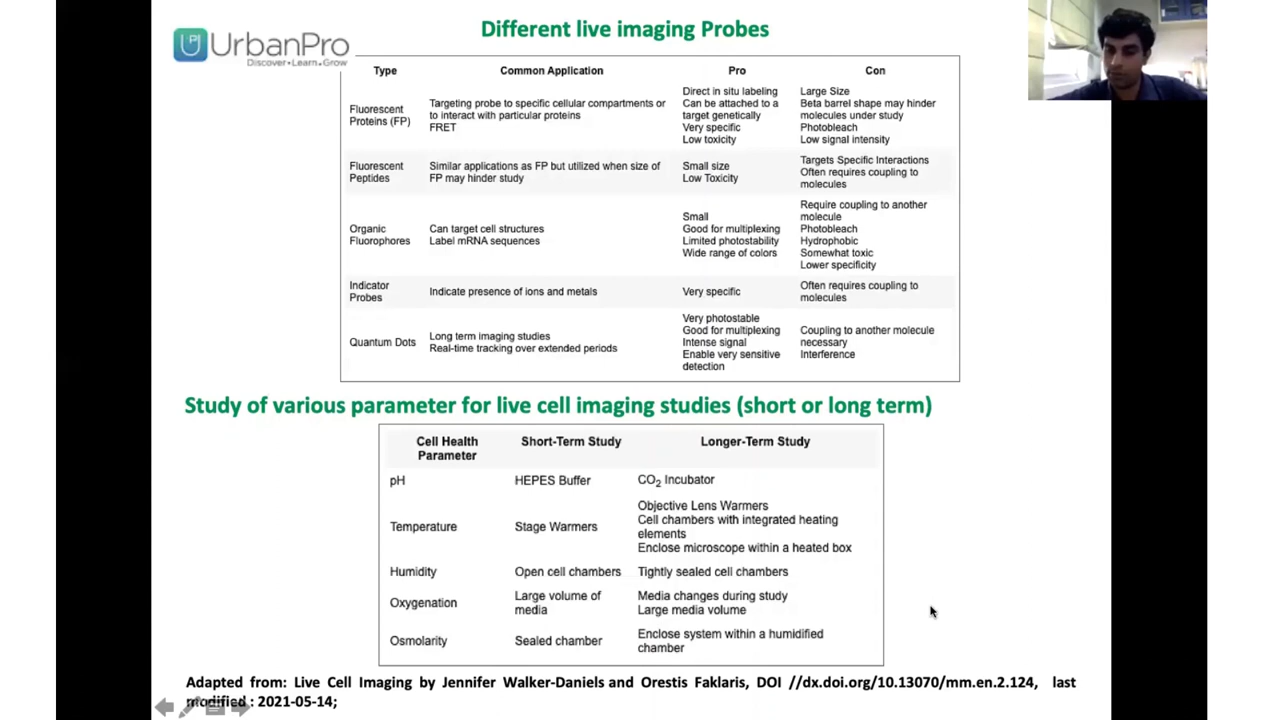 Different live imaging Probes
UrbanPro
Discover•Learn•Grow
Type Common Application Pro Con
Fluorescent Proteins (FP)
Targeting probe to specific cellular compartments or
to interact with particular proteins
FRET
Direct in situ labeling
Can be attached to a
target genetically
Very specific
Low toxicity
Large Size
Beta barrel shape may hinder
molecules under study
Photobleach
Low signal intensity
Fluorescent
Peptides
Similar applications as FP but utilized when size of
FP may hinder study
Small size
Low Toxicity
Targets Specific Interactions
Often requires coupling to
molecules
Organic
Fluorophores
Can target cell structures
Label mRNA sequences
Small
Good for multiplexing
Limited photostability
Wide range of colors
Require coupling to another
molecule
Photobleach
Hydrophobic
Somewhat toxic
Lower specificity
Indicator
Probes
Indicate presence of ions and metals
Very specific
Often requires coupling to
molecules
Quantum Dots
Long term imaging studies
Real-time tracking over extended periods
Very photostable
Good for multiplexing
Intense signal
Enable very sensitive
detection
Coupling to another molecule
necessary
Interference
Study of various parameter for live cell imaging studies (short or long term)
Cell Health
Parameter
Short-Term Study
Longer-Term Study
pH
HEPES Buffer
CO2 Incubator
Temperature
Stage Warmers
Objective Lens Warmers
Cell chambers with integrated heating
elements
Enclose microscope within a heated box
Humidity
Open cell chambers
Tightly sealed cell chambers
Oxygenation
Large volume of
media
Media changes during study
Large media volume
Osmolarity
Sealed chamber
Enclose system within a humidified
chamber
Adapted from: Live Cell Imaging by Jennifer Walker-Daniels and Orestis Faklaris, DOI //dx.doi.org/10.13070/mm.en.2.124, last
modified : 2021-05-14;